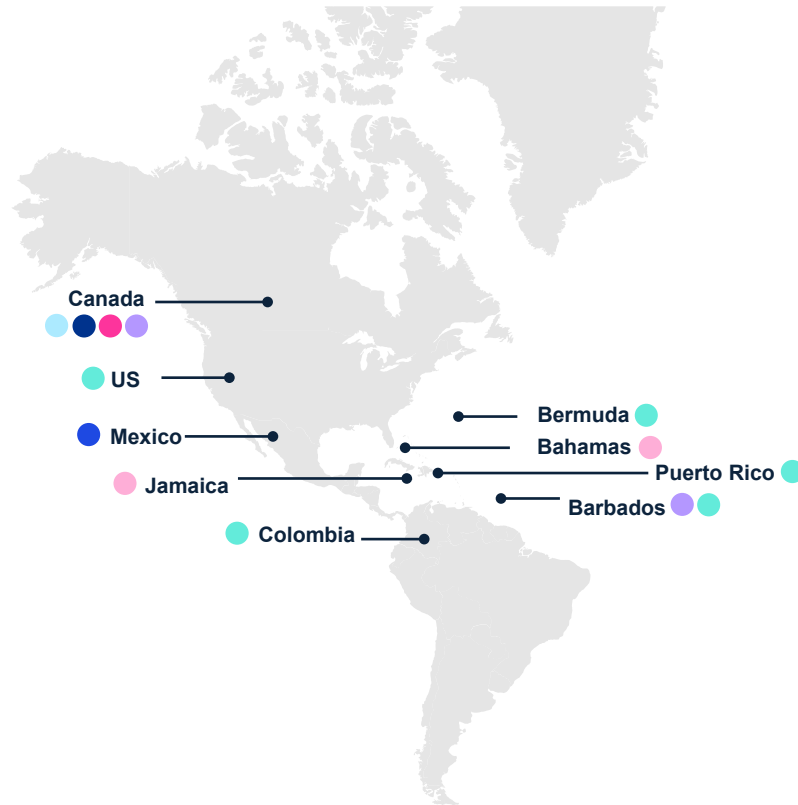 Canada
US
Mexico
Jamaica
Colombia
Bermuda
Bahamas
Puerto Rico
Barbados